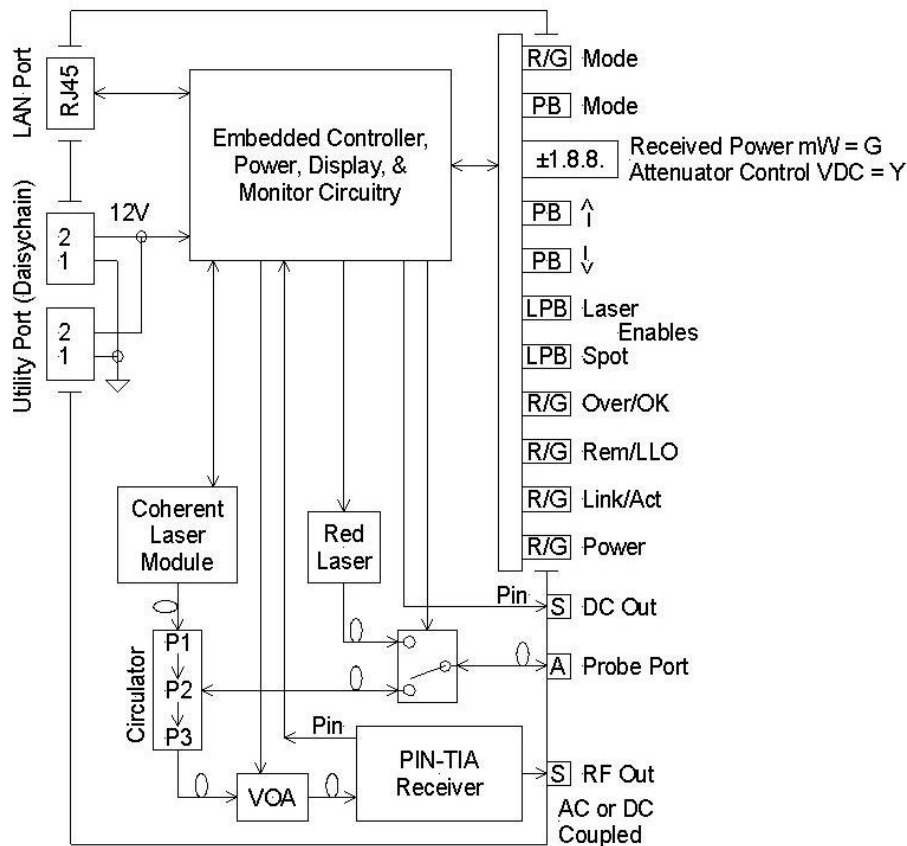 LAN Port
RJ45
Embedded Controller,
Power, Display, &
Monitor Circuitry
R/G Mode
PB Mode
±1.8.8.
Received Power mW = G
Attenuator Control VDC = Y
PB
PB
LPB Laser
Enables
LPB Spot
R/G Over/OK
R/G Rem/LLO
R/G Link/Act
R/G Power
Utility Port (Daisychain)
12V
2
1
2
1
Coherent
Laser
Module
Red
Laser
Pin
S DC Out
Circulator
P1
P2
P3
A Probe Port
Pin
VOA
PIN-TIA
Receiver
S RF Out
AC or DC
Coupled